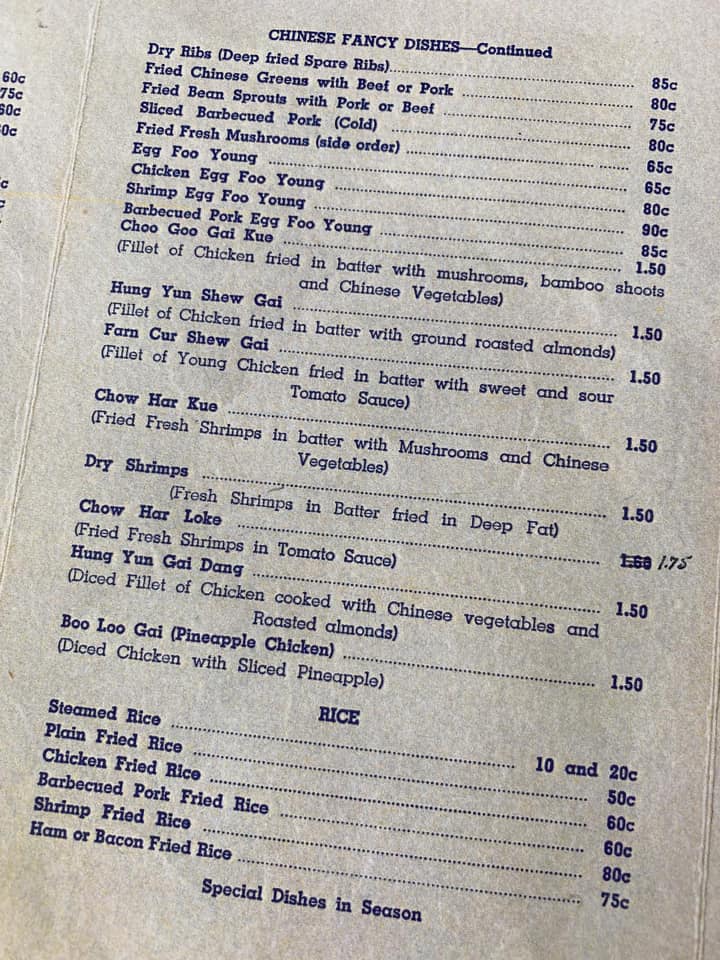 60c
75c
60c
CHINESE FANCY DISHES—Continued
Dry Ribs (Deep fried Spare Ribs) 85c
Fried Chinese Greens with Beef or Pork 80c
Fried Bean Sprouts with Pork or Beef 75c
Sliced Barbecued Pork (Cold) 80c
Fried Fresh Mushrooms (side order) 65c
Egg Foo Young 65c
Chicken Egg Foo Young 80c
Shrimp Egg Foo Young 90c
Barbecued Pork Egg Foo Young 85c
Choo Goo Gai Kue 1.50
(Fillet of Chicken fried in batter with mushrooms, bamboo shoots
and Chinese Vegetables)
Hung Yun Shew Gai 1.50
(Fillet of Chicken fried in batter with ground roasted almonds)
Farn Cur Shew Gai 1.50
(Fillet of Young Chicken fried in batter with sweet and sour
Tomato Sauce)
Chow Har Kue 1.50
(Fried Fresh Shrimps in batter with Mushrooms and Chinese
Vegetables)
Dry Shrimps 1.50
(Fresh Shrimps in Batter fried in Deep Fat)
Chow Har Loke 1.75
(Fried Fresh Shrimps in Tomato Sauce)
Hung Yun Gai Dang 1.50
(Diced Fillet of Chicken cooked with Chinese vegetables and
Roasted almonds)
Boo Loo Gai (Pineapple Chicken) 1.50
(Diced Chicken with Sliced Pineapple)
RICE
Steamed Rice 10 and 20c
Plain Fried Rice 50c
Chicken Fried Rice 60c
Barbecued Pork Fried Rice 60c
Shrimp Fried Rice 80c
Ham or Bacon Fried Rice 75c
Special Dishes in Season